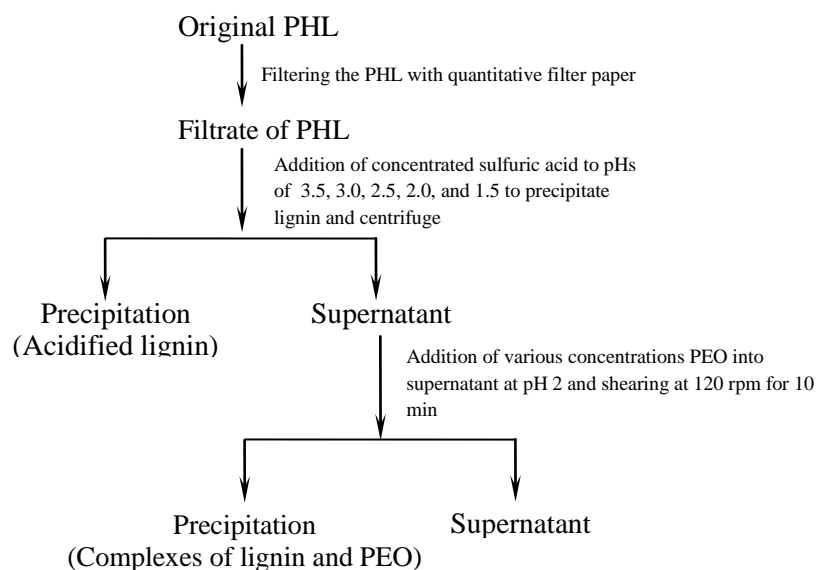 Original PHL
Filtering the PHL with quantitative filter paper
Filtrate of PHL
Addition of concentrated sulfuric acid to pHs
of 3.5, 3.0, 2.5, 2.0, and 1.5 to precipitate
lignin and centrifuge
Precipitation
(Acidified lignin)
Supernatant
Addition of various concentrations PEO into
supernatant at pH 2 and shearing at 120 rpm for 10
min
Precipitation
(Complexes of lignin and PEO)
Supernatant